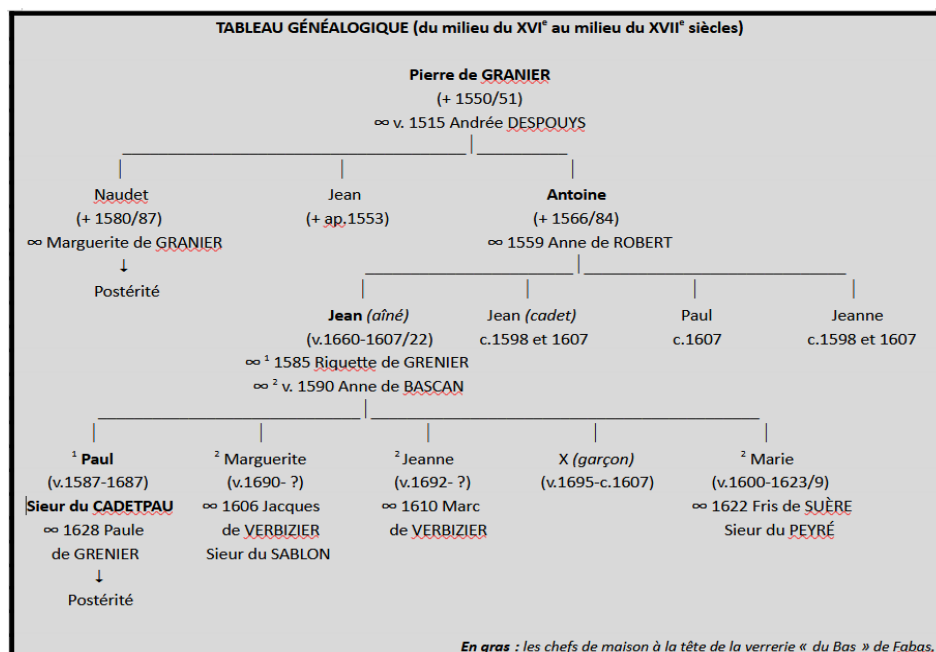 TABLEAU GÉNÉALOGIQUE (du milieu du XVIe au milieu du XVIIe siècles)
Pierre de GRANIER
(+ 1550/51)
∞ v. 1515 Andrée DESPOUYS
Naudet Jean Antoine
(+ 1580/87) (+ ap.1553) (+ 1566/84)
∞ Marguerite de GRANIER ∞ 1559 Anne de ROBERT
↓
Postérité
Jean (aîné) Jean (cadet) Paul Jeanne
(v.1660-1607/22) c.1598 et 1607 c.1607 c.1598 et 1607
∞ 1 1585 Riquette de GRENIER
∞ 2 v. 1590 Anne de BASCAN
1 Paul 2 Marguerite 2 Jeanne X (garçon) 2 Marie
(v.1587-1687) (v.1690- ?) (v.1692- ?) (v.1695-c.1607) (v.1600-1623/9)
Sieur du CADETPAU ∞ 1606 Jacques ∞ 1610 Marc ∞ 1622 Fris de SUÈRE
∞ 1628 Paule de VERBIZIER de VERBIZIER Sieur du PEYRÉ
de GRENIER Sieur du SABLON
↓
Postérité
En gras : les chefs de maison à la tête de la verrerie « du Bas » de Fabas,